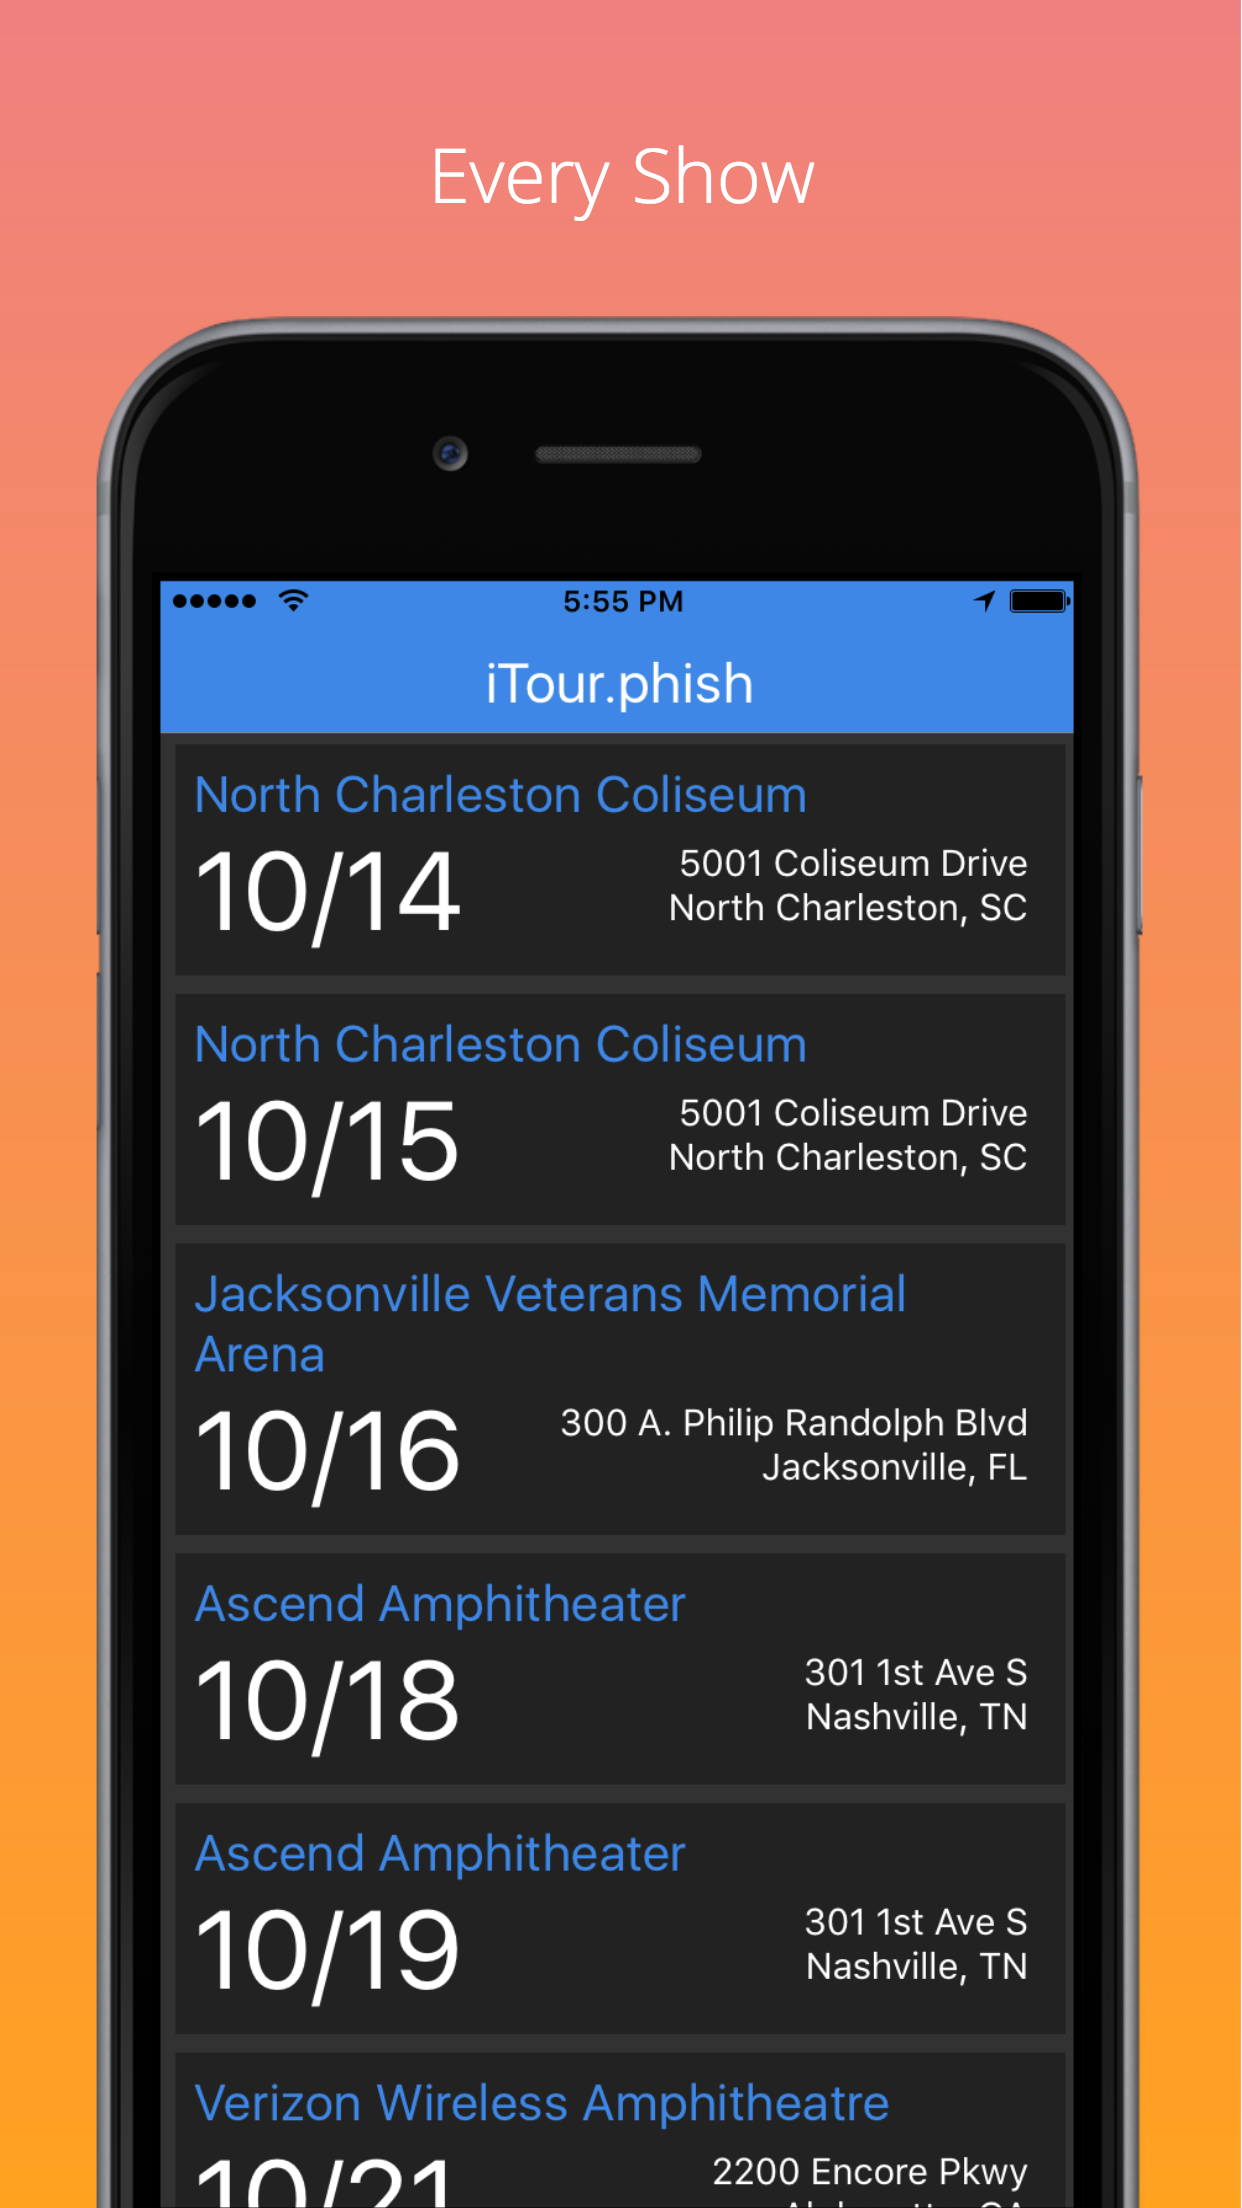 Every Show
5:55 PM
iTour.phish
North Charleston Coliseum
10/14
5001 Coliseum Drive
North Charleston, SC
North Charleston Coliseum
10/15
5001 Coliseum Drive
North Charleston, SC
Jacksonville Veterans Memorial
Arena
10/16
300 A. Philip Randolph Blvd
Jacksonville, FL
Ascend Amphitheater
10/18
301 1st Ave S
Nashville, TN
Ascend Amphitheater
10/19
301 1st Ave S
Nashville, TN
Verizon Wireless Amphitheatre
10/21
2200 Encore Pkwy